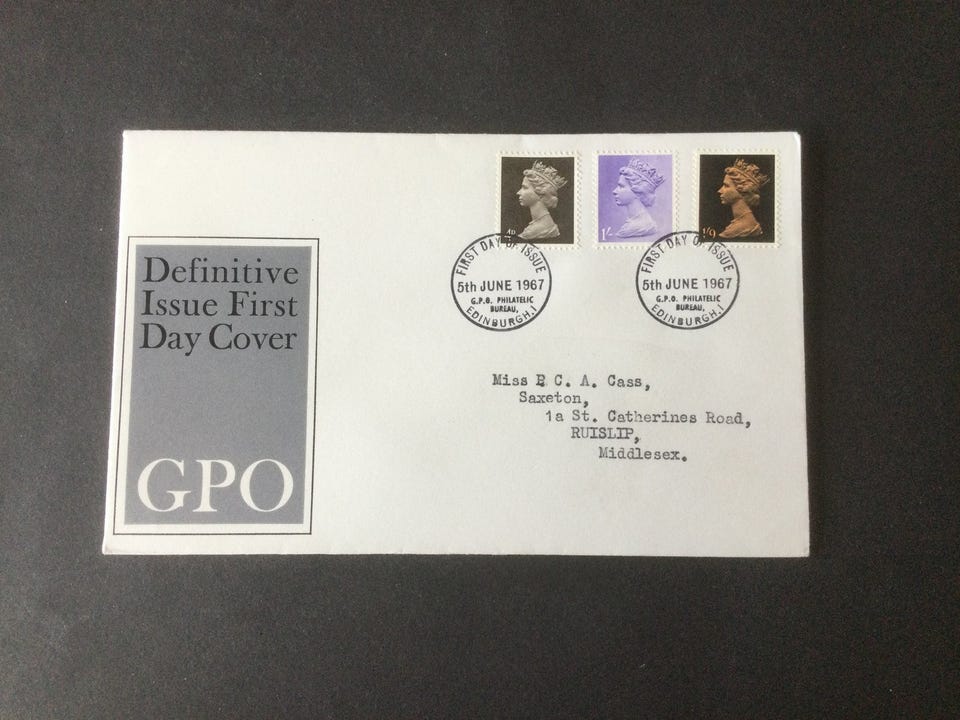 Definitive
Issue First
Day Cover
GPO
4D
1/-
1/9
FIRST DAY OF ISSUE
5th JUNE 1967
G.P.O. PHILATELIC
BUREAU,
EDINBURGH.1
FIRST DAY OF ISSUE
5th JUNE 1967
G.P.O. PHILATELIC
BUREAU,
EDINBURGH.1
Miss P. C. A. Cass,
Saxeton,
1a St. Catherines Road,
RUISLIP,
Middlesex.